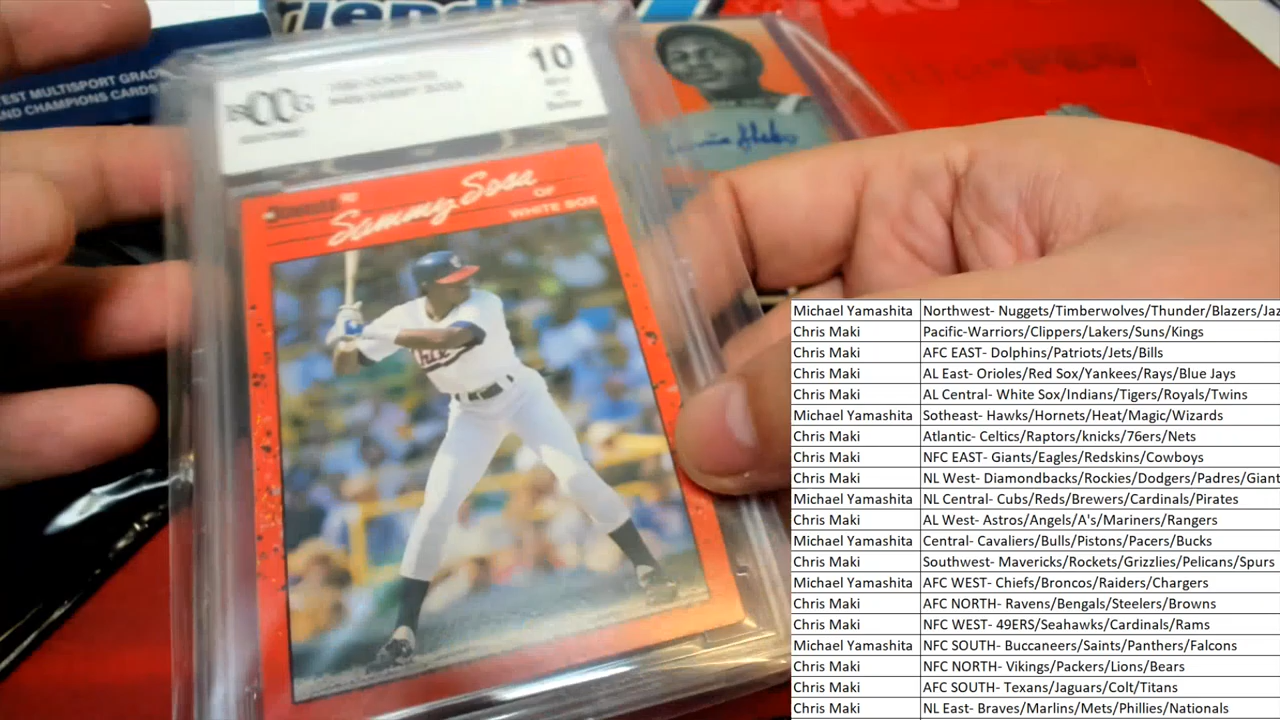 EST MULTISPORT GRAD
ND CHAMPIONS CARDS
10
Sammy Sosa
OF
WHITE SOX
Michael Yamashita Northwest- Nuggets/Timberwolves/Thunder/Blazers/Jaz
Chris Maki Pacific-Warriors/Clippers/Lakers/Suns/Kings
Chris Maki AFC EAST- Dolphins/Patriots/Jets/Bills
Chris Maki AL East- Orioles/Red Sox/Yankees/Rays/Blue Jays
Chris Maki AL Central- White Sox/Indians/Tigers/Royals/Twins
Michael Yamashita Sotheast- Hawks/Hornets/Heat/Magic/Wizards
Chris Maki Atlantic- Celtics/Raptors/knicks/76ers/Nets
Chris Maki NFC EAST- Giants/Eagles/Redskins/Cowboys
Chris Maki NL West- Diamondbacks/Rockies/Dodgers/Padres/Giant
Michael Yamashita NL Central- Cubs/Reds/Brewers/Cardinals/Pirates
Chris Maki AL West- Astros/Angels/A's/Mariners/Rangers
Michael Yamashita Central- Cavaliers/Bulls/Pistons/Pacers/Bucks
Chris Maki Southwest- Mavericks/Rockets/Grizzlies/Pelicans/Spurs
Michael Yamashita AFC WEST- Chiefs/Broncos/Raiders/Chargers
Chris Maki AFC NORTH- Ravens/Bengals/Steelers/Browns
Chris Maki NFC WEST- 49ERS/Seahawks/Cardinals/Rams
Michael Yamashita NFC SOUTH- Buccaneers/Saints/Panthers/Falcons
Chris Maki NFC NORTH- Vikings/Packers/Lions/Bears
Chris Maki AFC SOUTH- Texans/Jaguars/Colt/Titans
Chris Maki NL East- Braves/Marlins/Mets/Phillies/Nationals